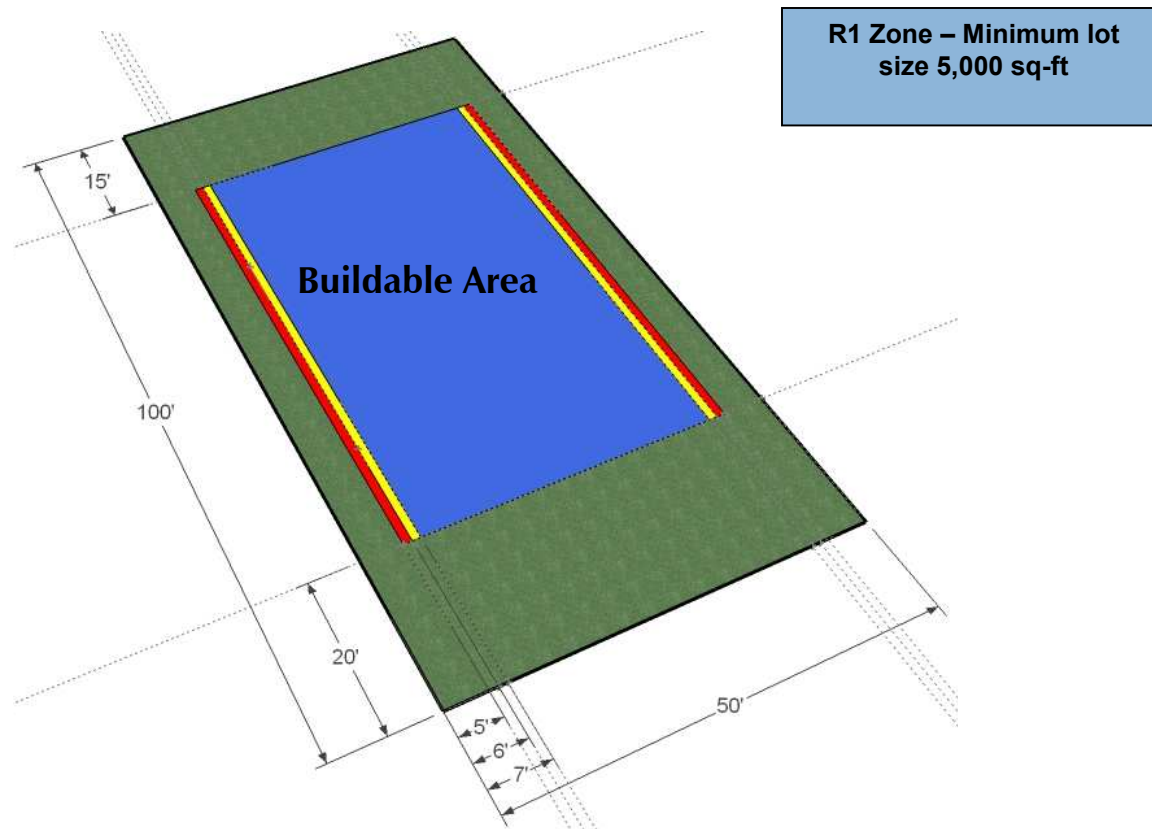 R1 Zone – Minimum lot
size 5,000 sq-ft
15'
Buildable Area
100'
20'
5'
6'
7'
50'